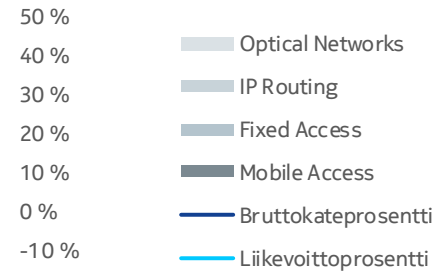 50 %
40 %
30 %
20 %
10 %
0 %
-10 %
Optical Networks
IP Routing
Fixed Access
Mobile Access
Bruttokateprosentti
Liikevoittoprosentti